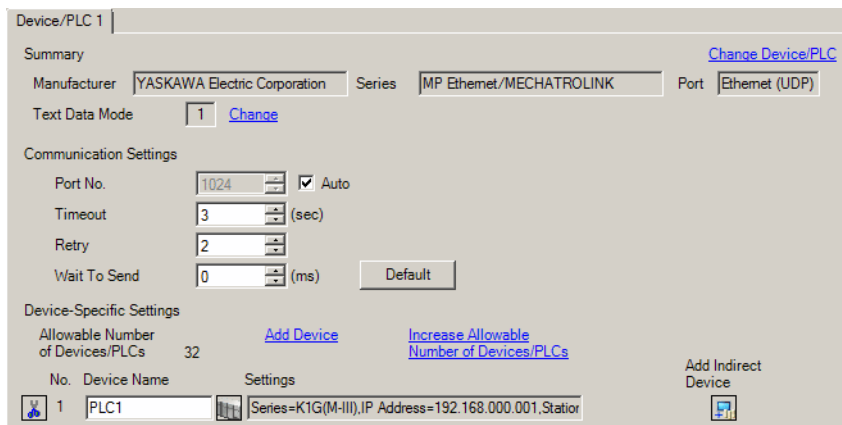 Device/PLC 1
Summary
Change Device/PLC
Manufacturer YASKAWA Electric Corporation Series MP Ethernet/MECHATROLINK Port Ethernet (UDP)
Text Data Mode 1 Change
Communication Settings
Port No. 1024 Auto
Timeout 3 (sec)
Retry 2
Wait To Send 0 (ms) Default
Device-Specific Settings
Allowable Number
of Devices/PLCs 32
Add Device
Increase Allowable
Number of Devices/PLCs
Add Indirect
Device
No. Device Name Settings
1 PLC1 Series=K1G(M-III),IP Address=192.168.000.001,Station